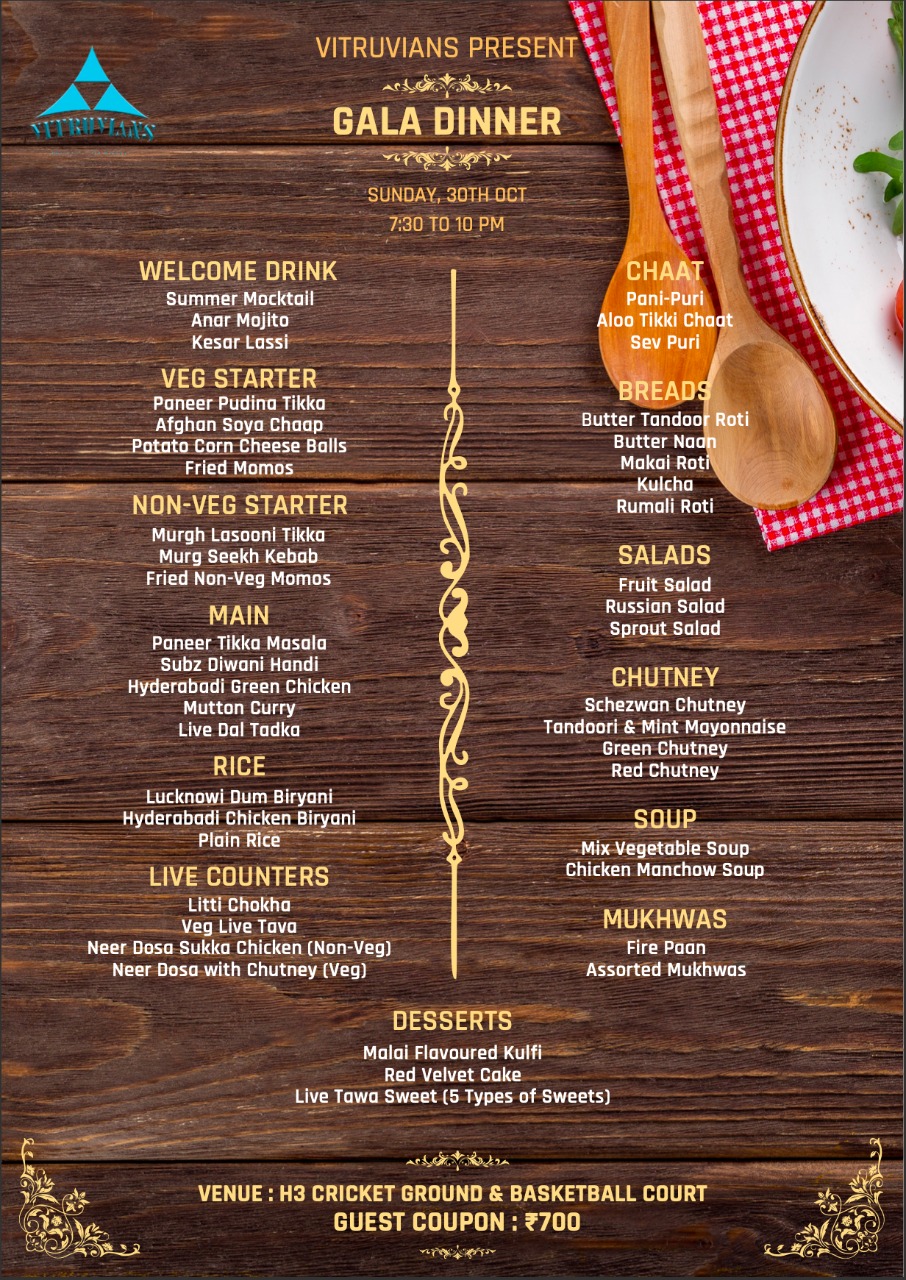 VITRUVIANS PRESENT
VITRUVIANS
GALA DINNER
SUNDAY, 30TH OCT
7:30 TO 10 PM
WELCOME DRINK
Summer Mocktail
Anar Mojito
Kesar Lassi
VEG STARTER
Paneer Pudina Tikka
Afghan Soya Chaap
Potato Corn Cheese Balls
Fried Momos
NON-VEG STARTER
Murgh Lasooni Tikka
Murg Seekh Kebab
Fried Non-Veg Momos
MAIN
Paneer Tikka Masala
Subz Diwani Handi
Hyderabadi Green Chicken
Mutton Curry
Live Dal Tadka
RICE
Lucknowi Dum Biryani
Hyderabadi Chicken Biryani
Plain Rice
LIVE COUNTERS
Litti Chokha
Veg Live Tava
Neer Dosa Sukka Chicken (Non-Veg)
Neer Dosa with Chutney (Veg)
CHAAT
Pani-Puri
Aloo Tikki Chaat
Sev Puri
BREADS
Butter Tandoor Roti
Butter Naan
Makai Roti
Kulcha
Rumali Roti
SALADS
Fruit Salad
Russian Salad
Sprout Salad
CHUTNEY
Schezwan Chutney
Tandoori & Mint Mayonnaise
Green Chutney
Red Chutney
SOUP
Mix Vegetable Soup
Chicken Manchow Soup
MUKHWAS
Fire Paan
Assorted Mukhwas
DESSERTS
Malai Flavoured Kulfi
Red Velvet Cake
Live Tawa Sweet (5 Types of Sweets)
VENUE : H3 CRICKET GROUND & BASKETBALL COURT
GUEST COUPON : ₹700